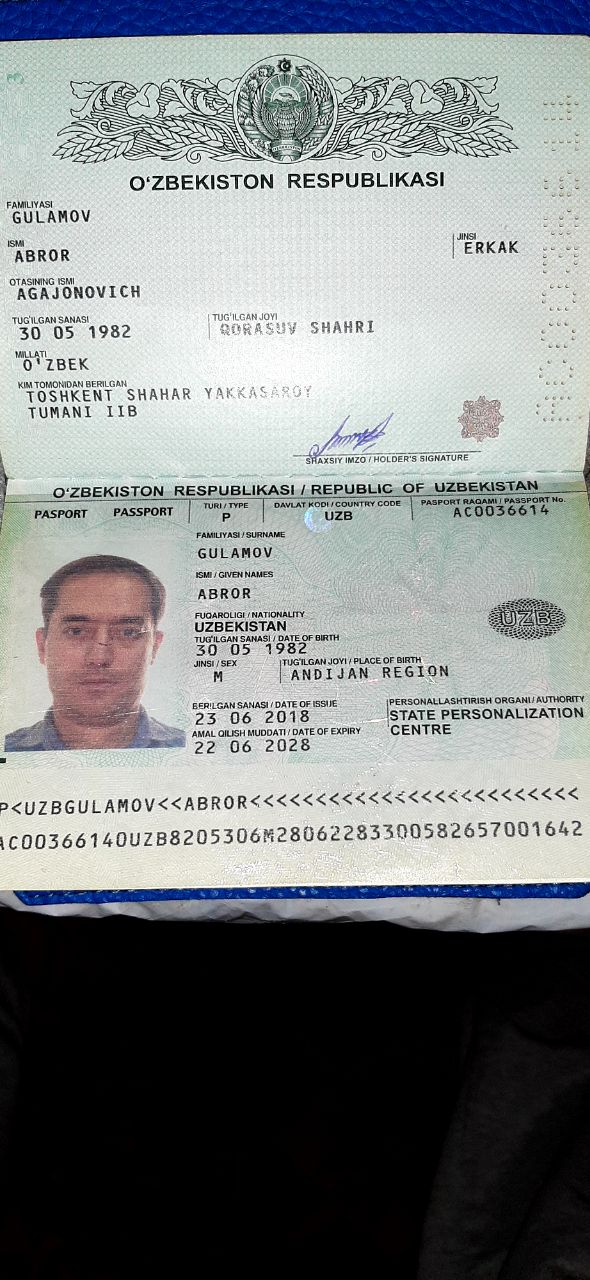 O'ZBEKISTON RESPUBLIKASI
FAMILIYASI
GULAMOV
ISMI
ABROR
JINSI
ERKAK
OTASINING ISMI
AGAJONOVICH
TUG'ILGAN SANASI
30 05 1982
TUG'ILGAN JOYI
QORASUV SHAHRI
MILLATI
O'ZBEK
KIM TOMONIDAN BERILGAN
TOSHKENT SHAHAR YAKKASAROY
TUMANI IIB
SHAXSIY IMZO / HOLDER'S SIGNATURE
O'ZBEKISTON RESPUBLIKASI / REPUBLIC OF UZBEKISTAN
PASPORT PASSPORT
TURI / TYPE
P
DAVLAT KODI / COUNTRY CODE
UZB
PASPORT RAQAMI / PASSPORT No.
AC0036614
FAMILIYASI / SURNAME
GULAMOV
ISMI / GIVEN NAMES
ABROR
FUQAROLIGI / NATIONALITY
UZBEKISTAN
UZB
TUG'ILGAN SANASI / DATE OF BIRTH
30 05 1982
JINSI / SEX
M
TUG'ILGAN JOYI / PLACE OF BIRTH
ANDIJAN REGION
BERILGAN SANASI / DATE OF ISSUE
23 06 2018
PERSONALLASHTIRISH ORGANI / AUTHORITY
STATE PERSONALIZATION
CENTRE
AMAL QILISH MUDDATI / DATE OF EXPIRY
22 06 2028
P<UZBGULAMOV<<ABROR<<<<<<<<<<<<<<<<<<<<<<<<<
AC00366140UZB8205306M28062283300582657001642